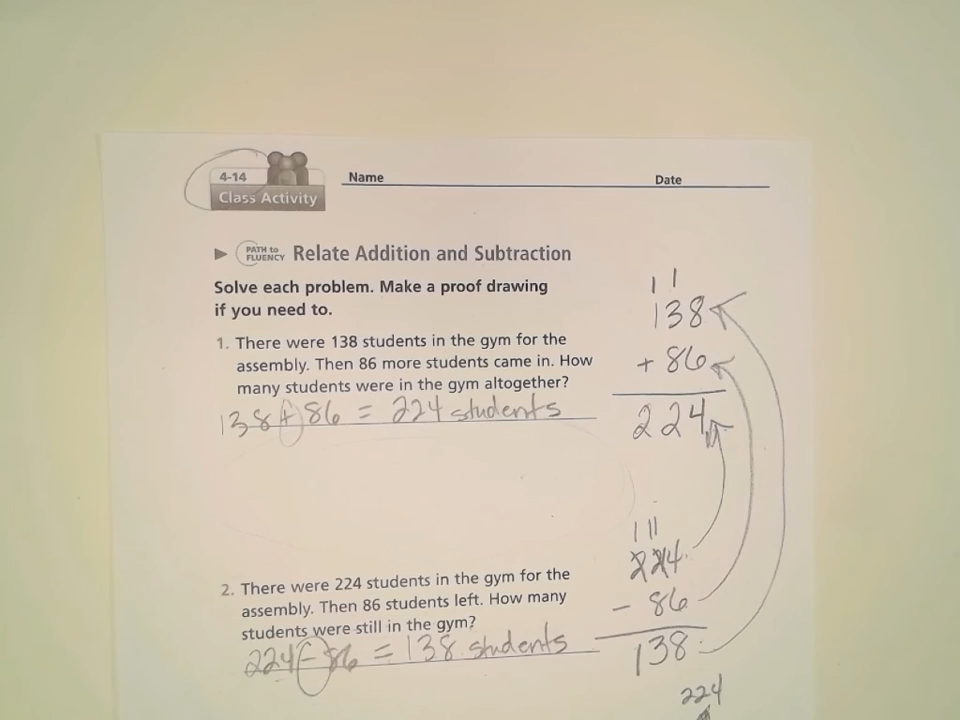 4-14
Class Activity
Name
Date
PATH to
FLUENCY
Relate Addition and Subtraction
Solve each problem. Make a proof drawing
if you need to.
1. There were 138 students in the gym for the
assembly. Then 86 more students came in. How
many students were in the gym altogether?
138 + 86 = 224 students
1 1
138
+ 86
224
2. There were 224 students in the gym for the
assembly. Then 86 students left. How many
students were still in the gym?
224 - 86 = 138 students
1 11
224
- 86
138
224